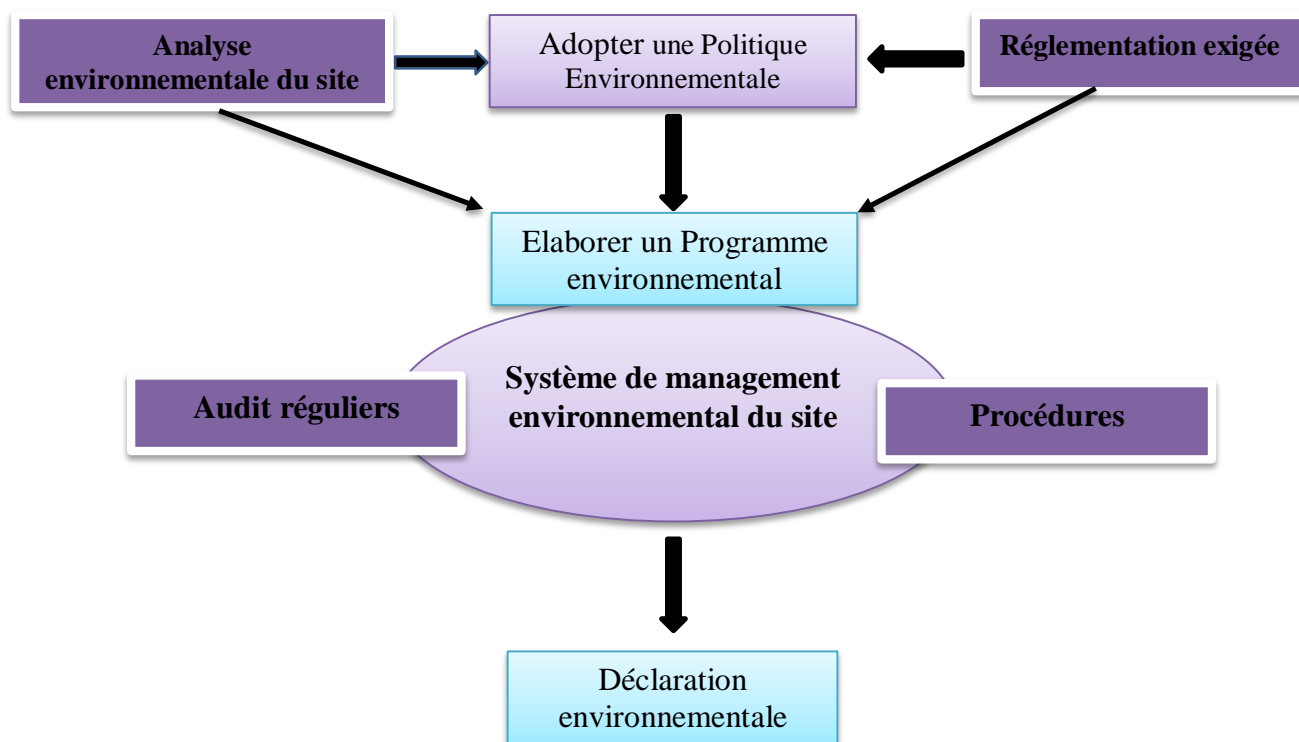 Analyse
environnementale du site
Adopter une Politique
Environnementale
Réglementation exigée
Elaborer un Programme
environnemental
Système de management
environnemental du site
Audit réguliers
Procédures
Déclaration
environnementale